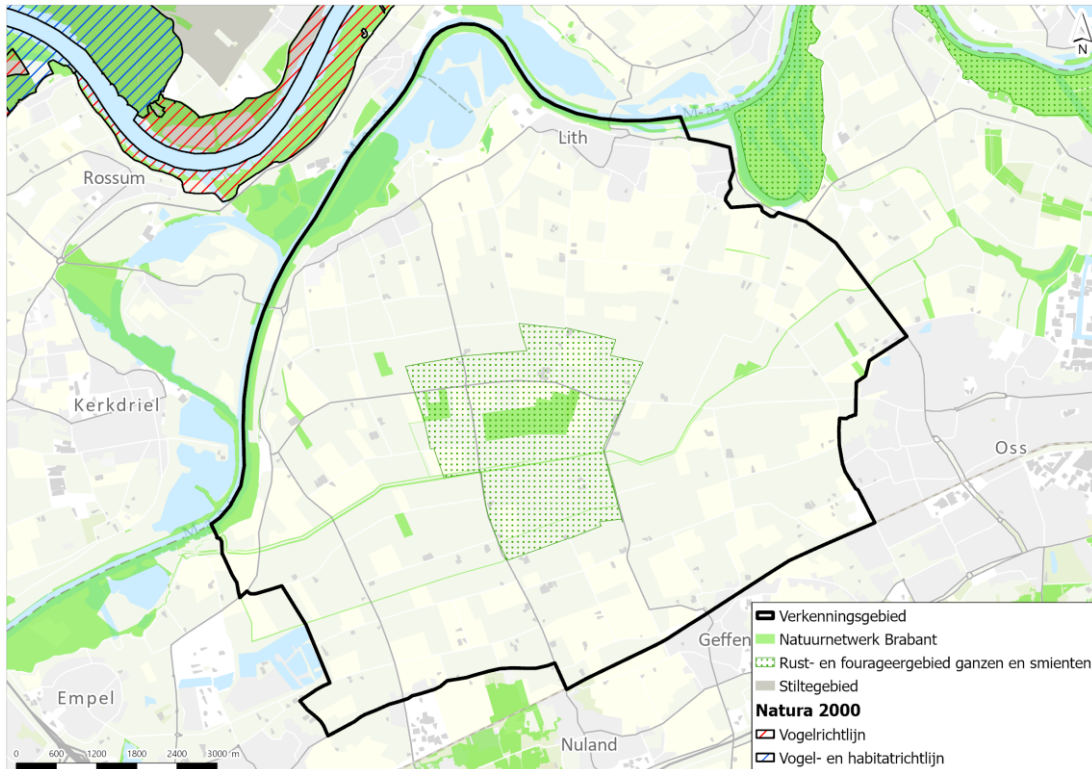 N
Maas
Lith
Rossum
Kerkdriel
Oss
Geffen
Empel
Nuland
0 600 1200 1800 2400 3000 m
Verkenningsgebied
Natuurnetwerk Brabant
Rust- en fourageergebied ganzen en smienten
Stiltegebied
Natura 2000
Vogelrichtlijn
Vogel- en habitatrichtlijn